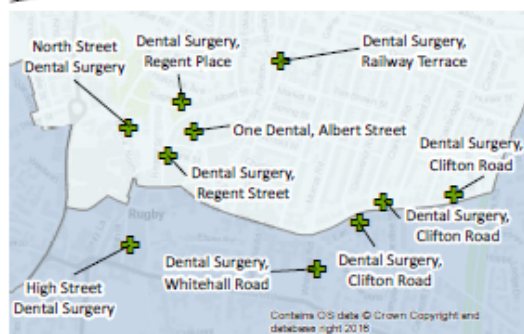 North Street
Dental Surgery
Dental Surgery,
Regent Place
Dental Surgery,
Railway Terrace
One Dental, Albert Street
Dental Surgery,
Clifton Road
Dental Surgery,
Regent Street
Rugby
Dental Surgery,
Clifton Road
Dental Surgery,
Whitehall Road
Dental Surgery,
Clifton Road
High Street
Dental Surgery
Contains OS data © Crown Copyright and
database right 2018